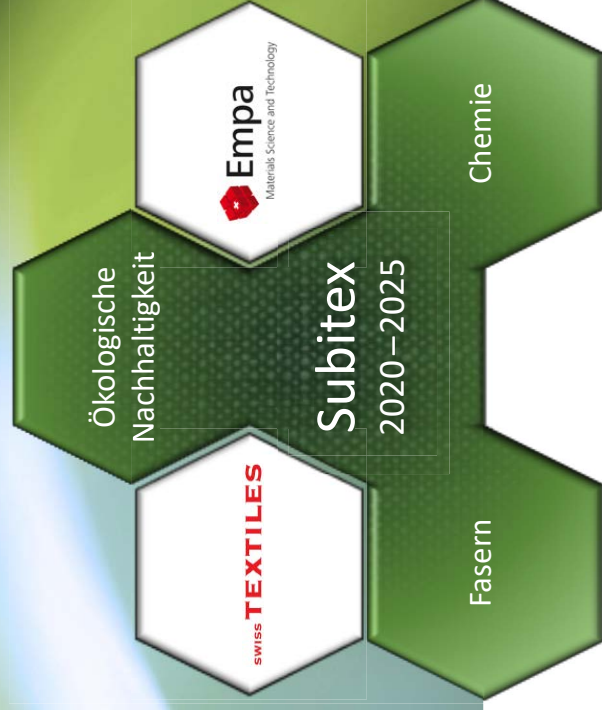 Ökologische
Nachhaltigkeit
swiss TEXTILES
Empa
Materials Science and Technology
Subitex
2020–2025
Fasern
Chemie